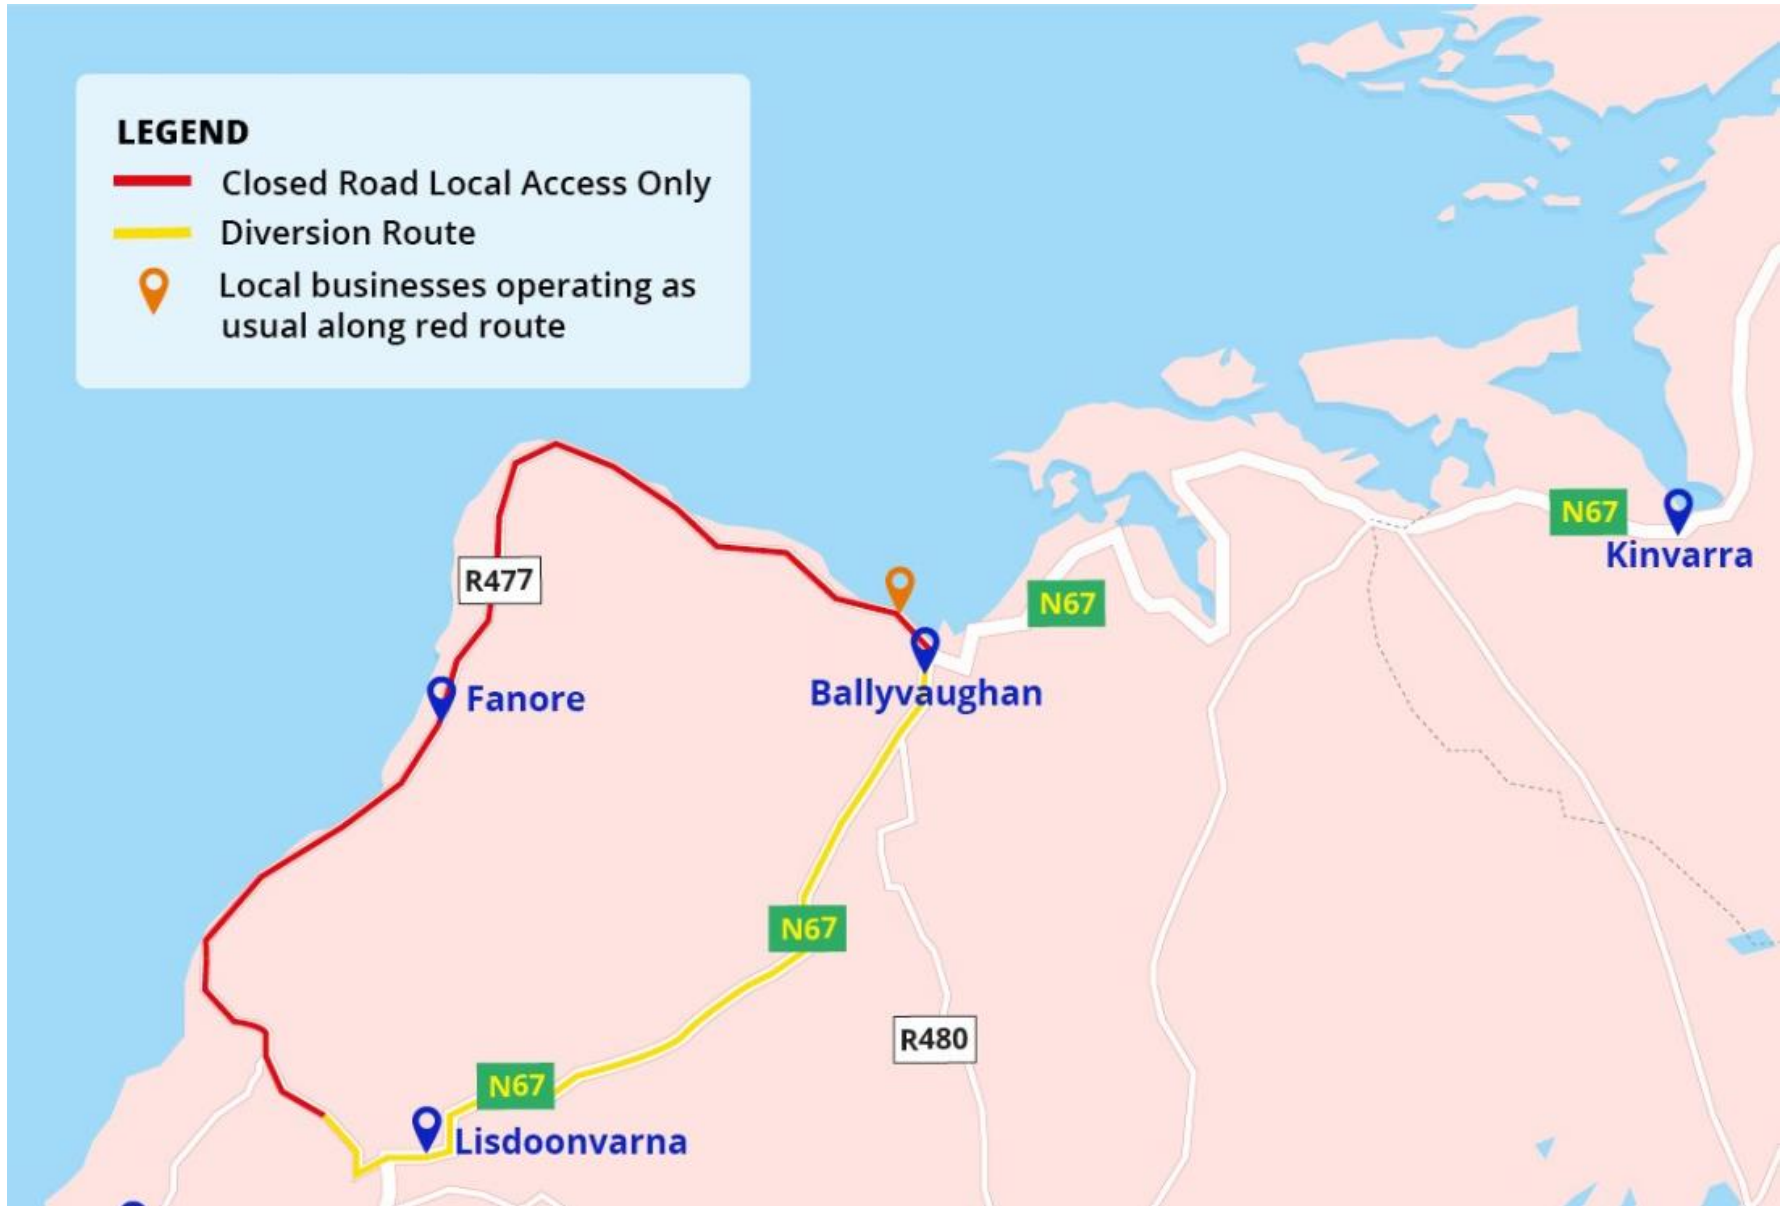 LEGEND
Closed Road Local Access Only
Diversion Route
Local businesses operating as
usual along red route
N67
Kinvarra
R477
N67
Fanore
Ballyvaughan
N67
R480
N67
Lisdoonvarna